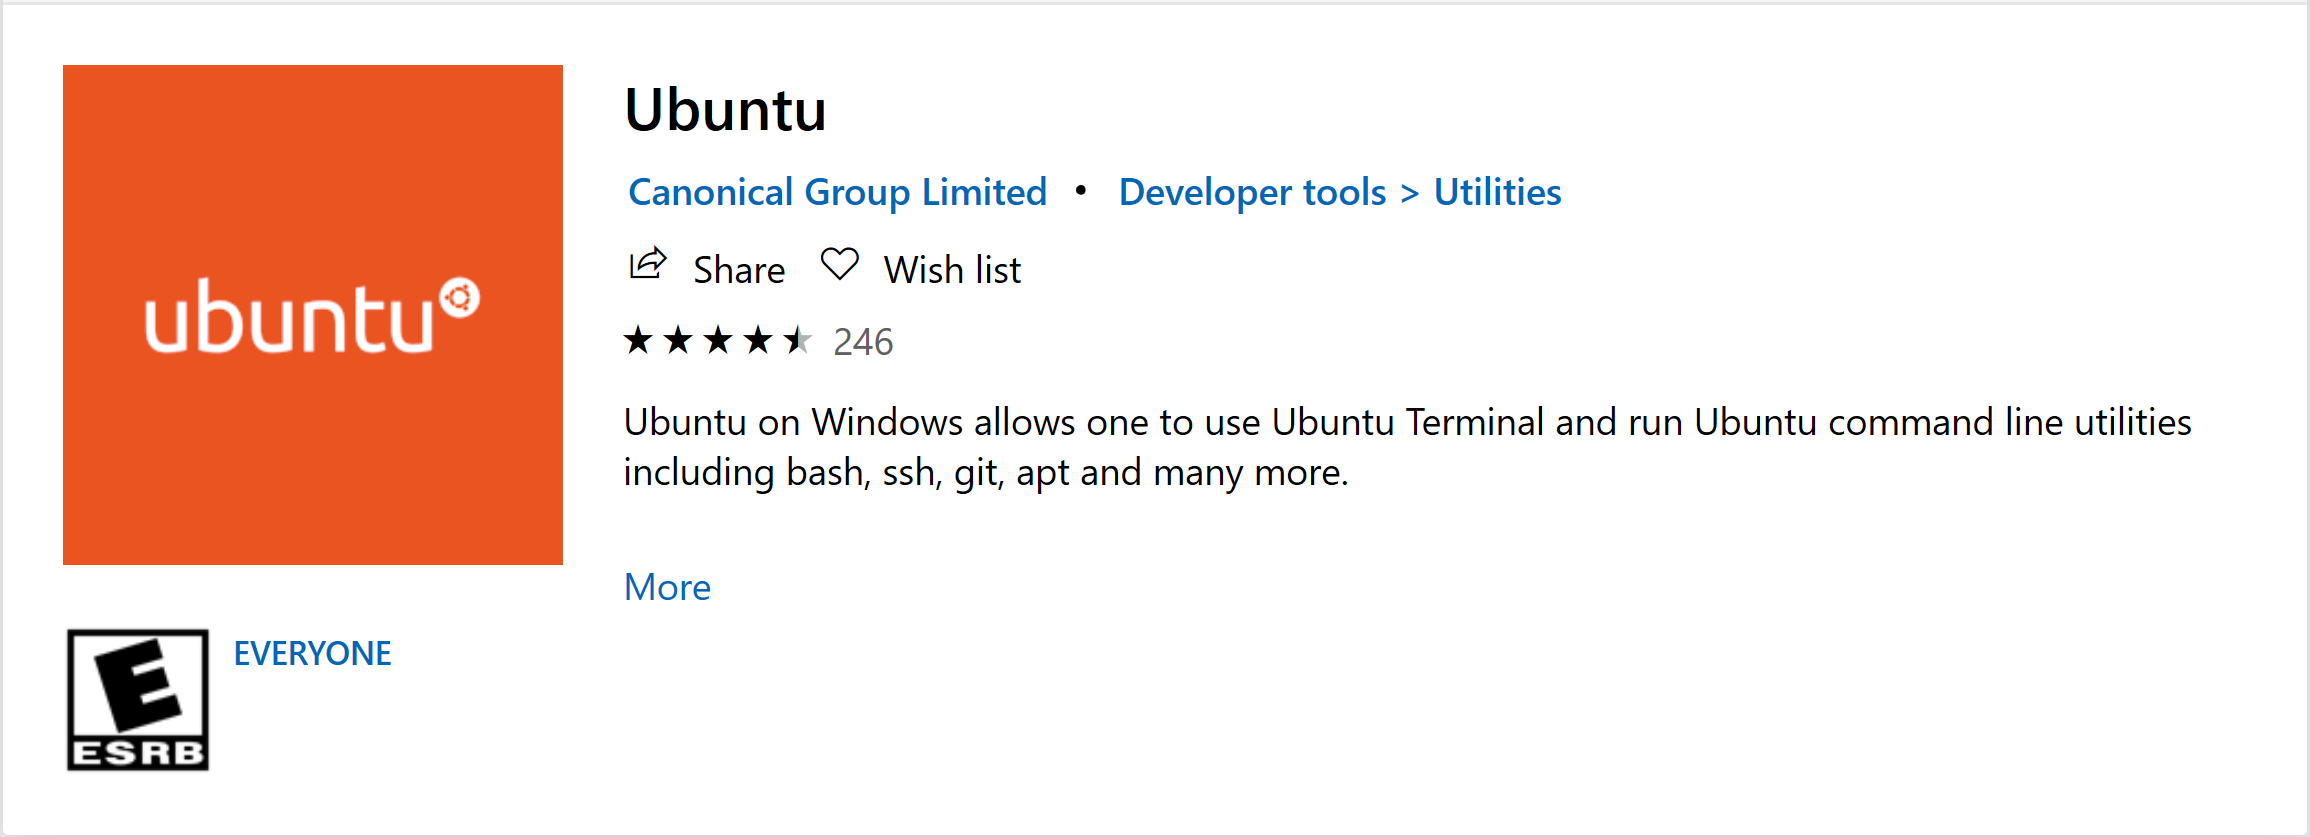 ubuntu
Ubuntu
Canonical Group Limited • Developer tools > Utilities
Share Wish list
246
Ubuntu on Windows allows one to use Ubuntu Terminal and run Ubuntu command line utilities
including bash, ssh, git, apt and many more.
More
E EVERYONE
ESRB